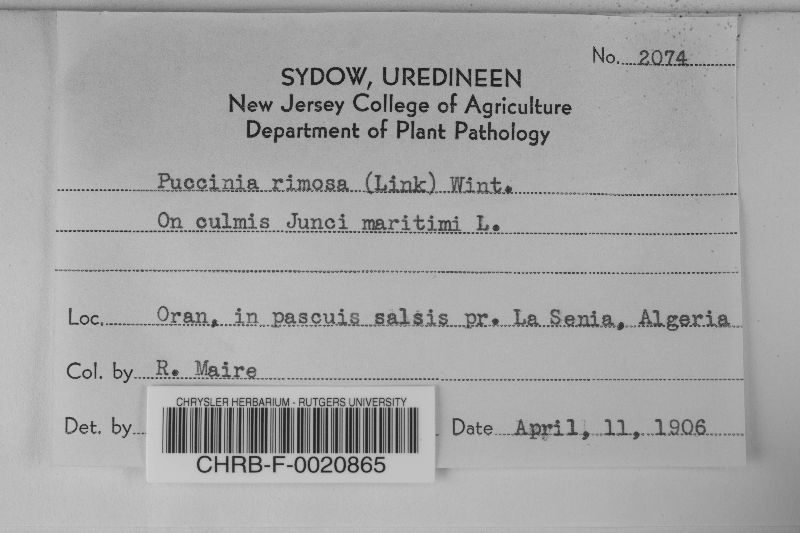 No. 2074
SYDOW, UREDINEEN
New Jersey College of Agriculture
Department of Plant Pathology
Puccinia rimosa (Link) Wint.
On culmis Junci maritimi L.
Loc. Oran, in pascuis salsis pr. La Senia, Algeria
Col. by R. Maire
Det. by
Date April, 11, 1906
CHRYSLER HERBARIUM - RUTGERS UNIVERSITY
CHRB-F-0020865